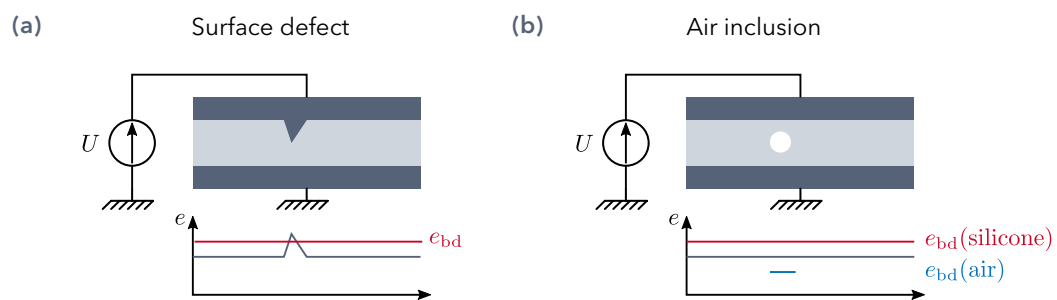 (a) Surface defect
U
e
e_bd
(b) Air inclusion
U
e
e_bd(silicone)
e_bd(air)